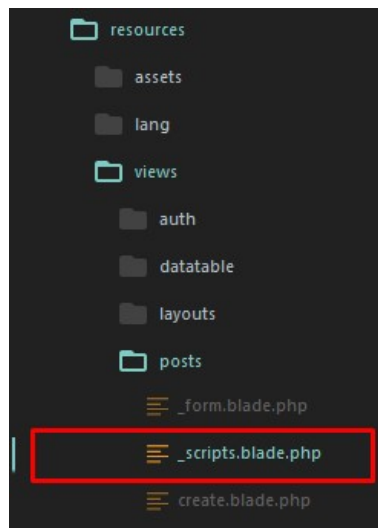 resources
assets
lang
views
auth
datatable
layouts
posts
_form.blade.php
_scripts.blade.php
create.blade.php